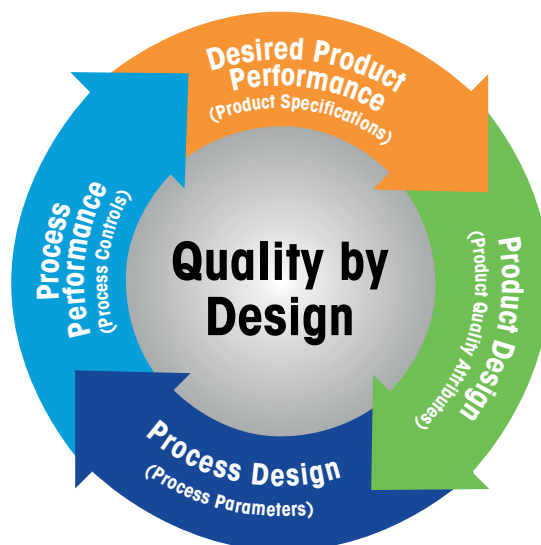 Desired Product
Performance
(Product Specifications)
Product Design
(Product Quality Attributes)
Process Design
(Process Parameters)
Process
Performance
(Process Controls)
Quality by
Design